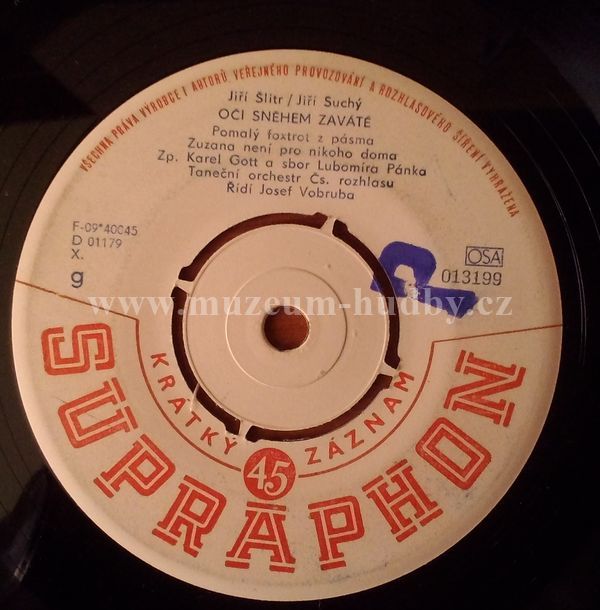 VŠECHNA PRÁVA VÝROBCE I AUTORŮ VEŘEJNÉHO PROVOZOVÁNÍ A ROZHLASOVÉHO ŠÍŘENÍ VYHRAŽENA
Jiří Šlitr/Jiří Suchý
OČI SNĚHEM ZAVÁTÉ
Pomalý foxtrot z pásma
Zuzana není pro nikoho doma
Zp. Karel Gott a sbor Lubomíra Pánka
Taneční orchestr Čs. rozhlasu
Řídí Josef Vobruba
F-09*40045
D 01179
X.
g
OSA
013199
www.muzeum-hudby.cz
KRATKÝ 45 ZÁZNAM
SUPRAPHON